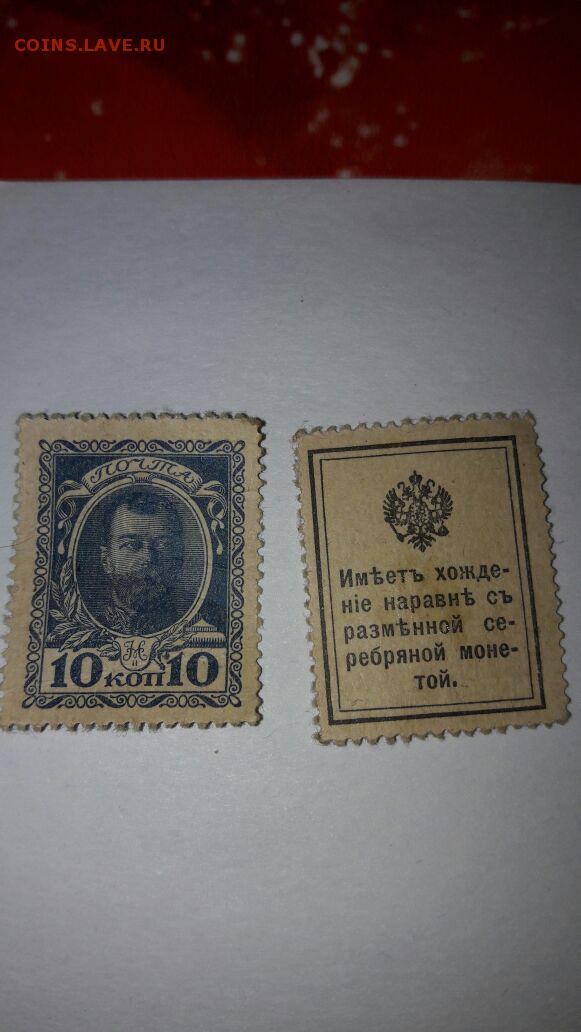 COINS.LAVE.RU
ПОЧТА
10 КОП 10
Имѣетъ хожде-
ніе наравнѣ съ
размѣнной се-
ребряной моне-
той.